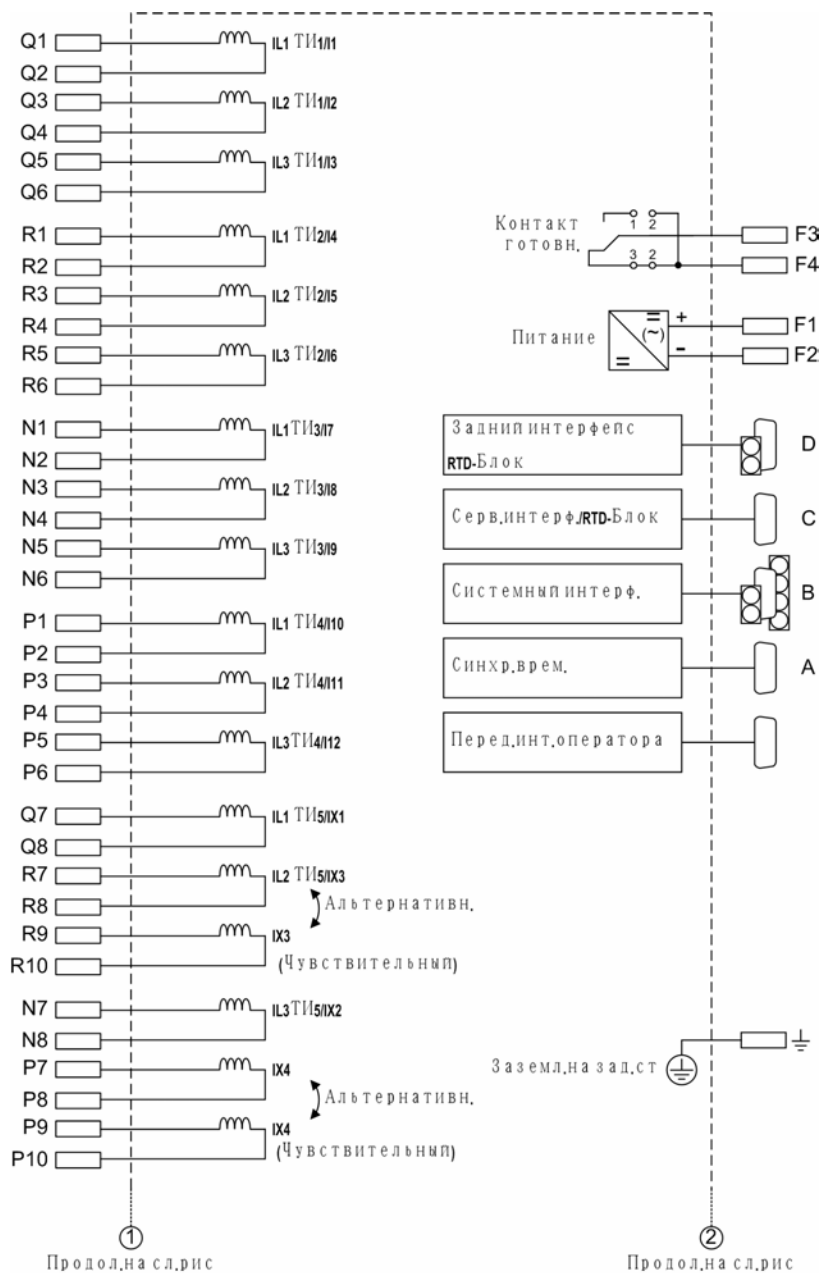 Q1
IL1 ТИ1/I1
Q2
Q3
IL2 ТИ1/I2
Q4
Q5
IL3 ТИ1/I3
Q6
R1
IL1 ТИ2/I4
R2
R3
IL2 ТИ2/I5
R4
R5
IL3 ТИ2/I6
R6
N1
IL1 ТИ3/I7
N2
N3
IL2 ТИ3/I8
N4
N5
IL3 ТИ3/I9
N6
P1
IL1 ТИ4/I10
P2
P3
IL2 ТИ4/I11
P4
P5
IL3 ТИ4/I12
P6
Q7
IL1 ТИ5/IX1
Q8
R7
IL2 ТИ5/IX3
R8
Альтернативн.
R9
IX3
R10
(Чувствительный)
N7
IL3 ТИ5/IX2
N8
P7
IX4
P8
Альтернативн.
P9
IX4
P10
(Чувствительный)
1
Продол.на сл.рис
Контакт
готовн.
1 2
3 2
F3
F4
Питание
=
(~)
=
+
-
F1
F2
Задний интерфейс
RTD-Блок
D
Серв.интерф./RTD-Блок
C
Системный интерф.
B
Синхр.врем.
A
Перед.инт.оператора
Заземл.на зад.ст
2
Продол.на сл.рис